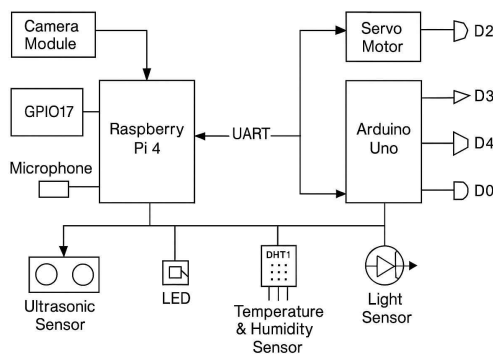 Camera
Module
Servo
Motor
D2
GPIO17
Raspberry
Pi 4
UART
Arduino
Uno
D3
D4
D0
Microphone
DHT1
Ultrasonic
Sensor
LED
Temperature
& Humidity
Sensor
Light
Sensor